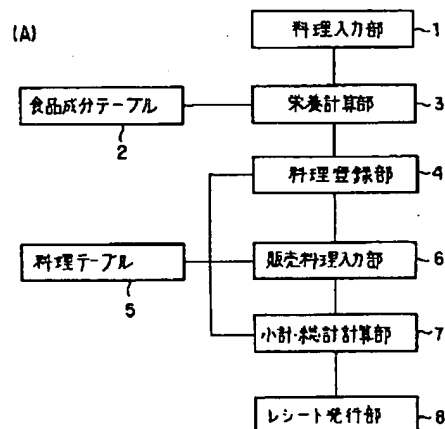 (A)
料理入力部
1
食品成分テーブル
2
栄養計算部
3
料理登録部
4
料理テーブル
5
販売料理入力部
6
小計・総計計算部
7
レシート発行部
8